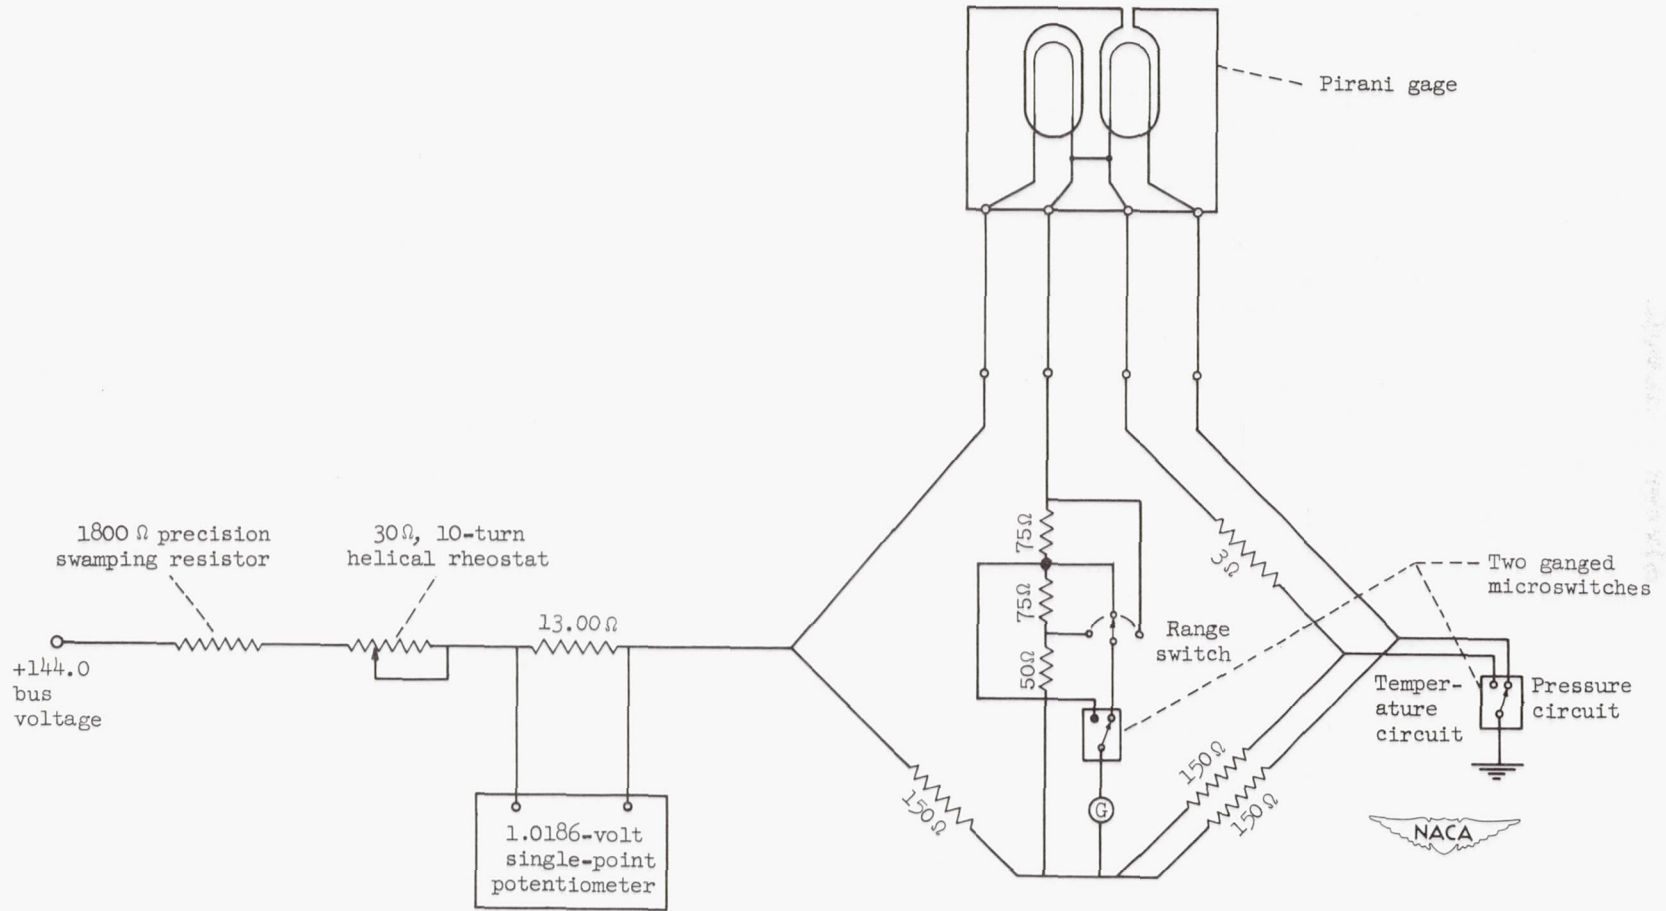 Pirani gage
1800 Ω precision
swamping resistor
30Ω, 10-turn
helical rheostat
13.00Ω
+144.0
bus
voltage
1.0186-volt
single-point
potentiometer
75Ω
75Ω
50Ω
3Ω
Range
switch
Two ganged
microswitches
Temper-
ature
circuit
Pressure
circuit
150Ω
150Ω
150Ω
G
NACA